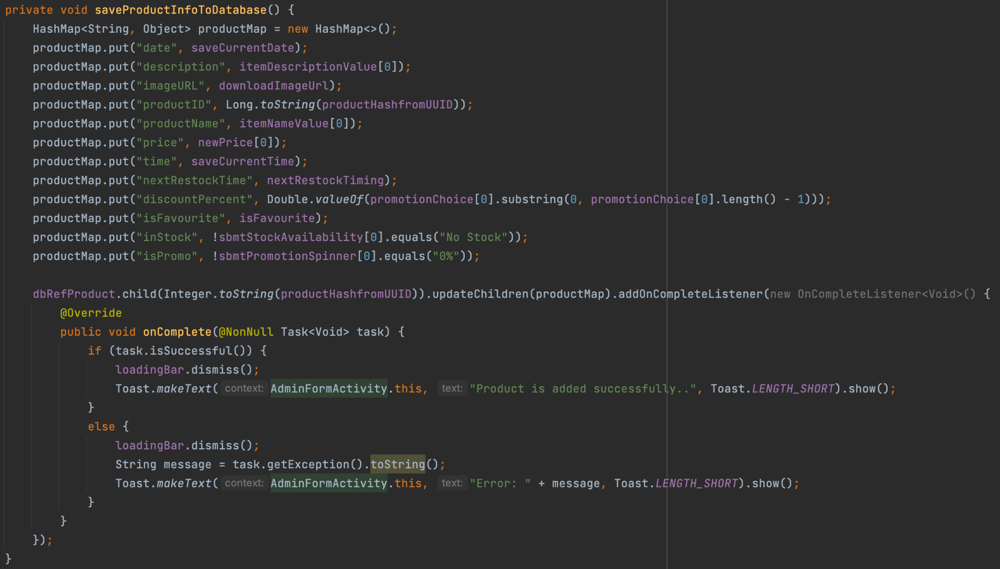 private void saveProductInfoToDatabase() {
    HashMap<String, Object> productMap = new HashMap<>();
    productMap.put("date", saveCurrentDate);
    productMap.put("description", itemDescriptionValue[0]);
    productMap.put("imageURL", downloadImageUrl);
    productMap.put("productID", Long.toString(productHashfromUUID));
    productMap.put("productName", itemNameValue[0]);
    productMap.put("price", newPrice[0]);
    productMap.put("time", saveCurrentTime);
    productMap.put("nextRestockTime", nextRestockTiming);
    productMap.put("discountPercent", Double.valueOf(promotionChoice[0].substring(0, promotionChoice[0].length() - 1)));
    productMap.put("isFavourite", isFavourite);
    productMap.put("inStock", !sbmtStockAvailability[0].equals("No Stock"));
    productMap.put("isPromo", !sbmtPromotionSpinner[0].equals("0%"));

    dbRefProduct.child(Integer.toString(productHashfromUUID)).updateChildren(productMap).addOnCompleteListener(new OnCompleteListener<Void>() {
        @Override
        public void onComplete(@NonNull Task<Void> task) {
            if (task.isSuccessful()) {
                loadingBar.dismiss();
                Toast.makeText( context: AdminFormActivity.this, text: "Product is added successfully..", Toast.LENGTH_SHORT).show();
            }
            else {
                loadingBar.dismiss();
                String message = task.getException().toString();
                Toast.makeText( context: AdminFormActivity.this, text: "Error: " + message, Toast.LENGTH_SHORT).show();
            }
        }
    });
}